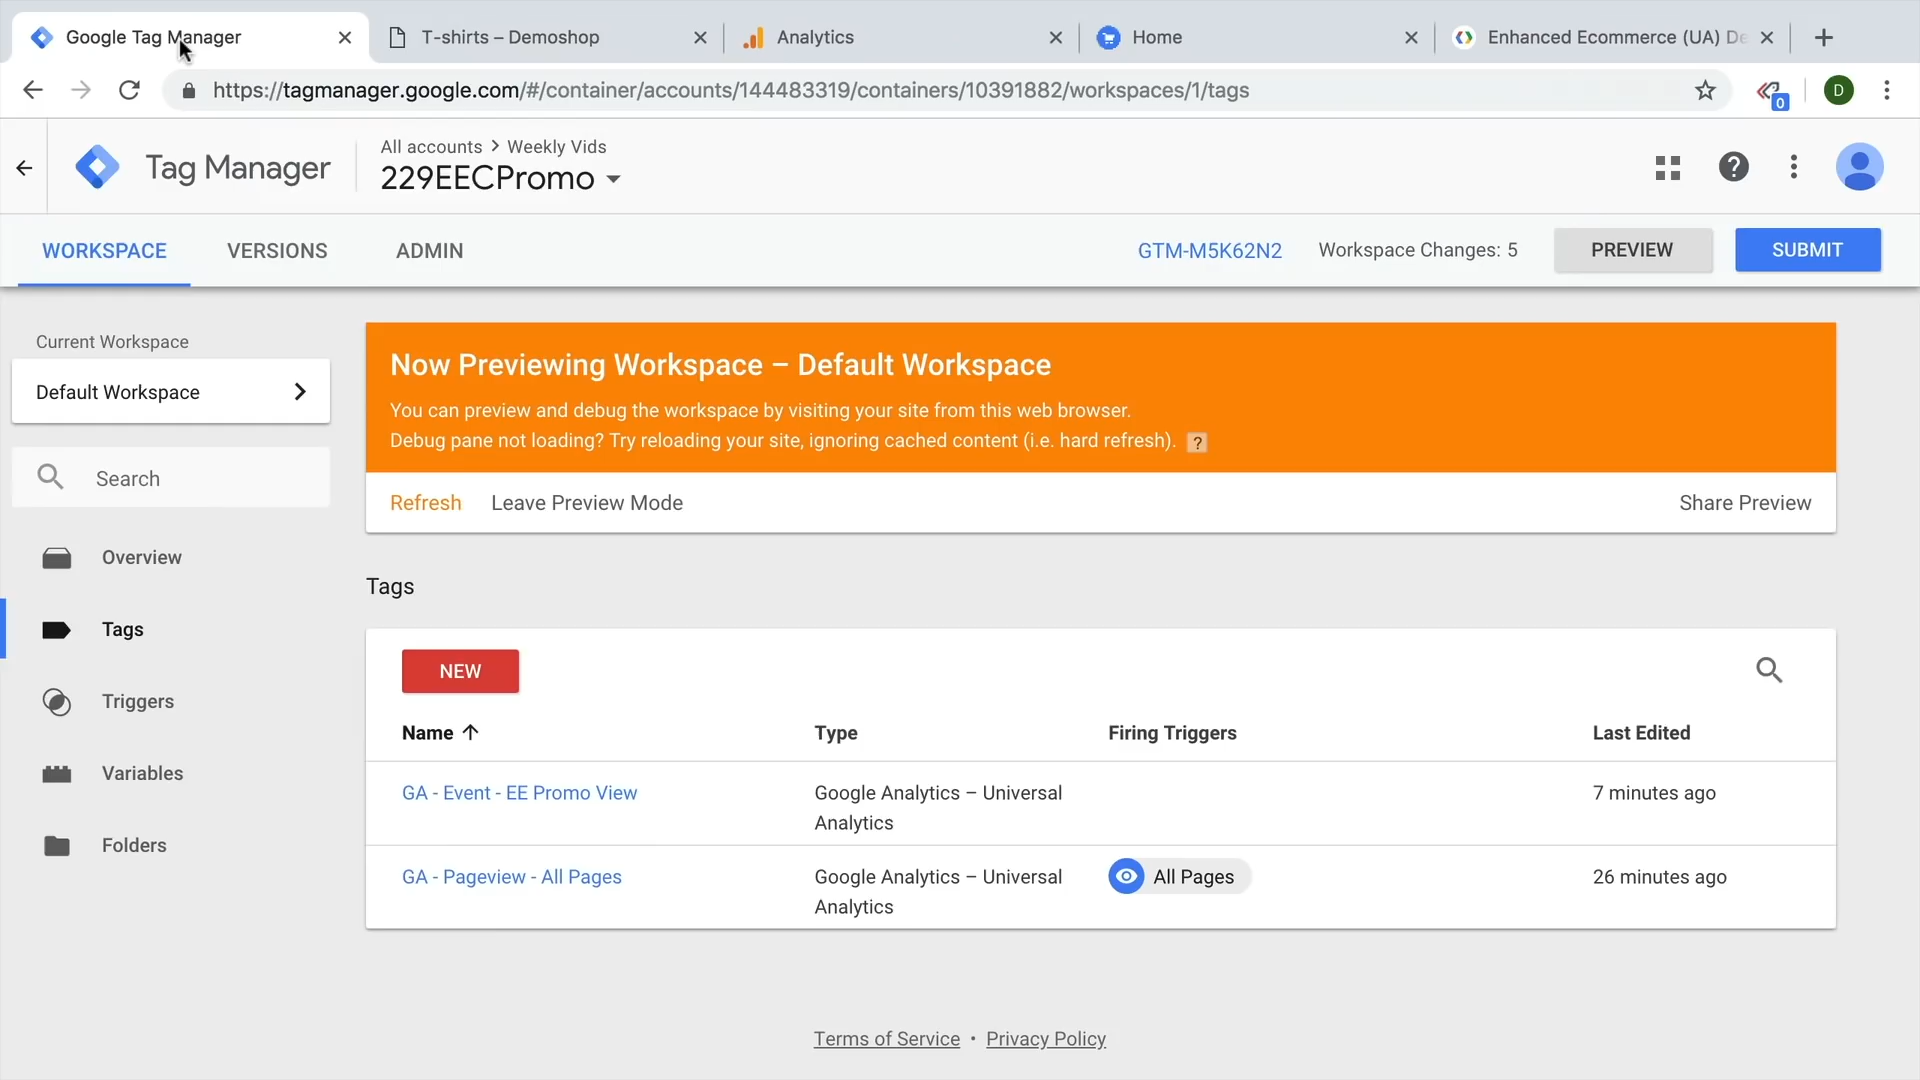 Google Tag Manager
T-shirts – Demoshop
Analytics
Home
Enhanced Ecommerce (UA) De
https://tagmanager.google.com/#/container/accounts/144483319/containers/10391882/workspaces/1/tags
0
D
Tag Manager
All accounts > Weekly Vids
229EECPromo
WORKSPACE
VERSIONS
ADMIN
GTM-M5K62N2
Workspace Changes: 5
PREVIEW
SUBMIT
Current Workspace
Default Workspace
Search
Overview
Tags
Triggers
Variables
Folders
Now Previewing Workspace – Default Workspace
You can preview and debug the workspace by visiting your site from this web browser.
Debug pane not loading? Try reloading your site, ignoring cached content (i.e. hard refresh). ?
Refresh
Leave Preview Mode
Share Preview
Tags
NEW
Name
Type
Firing Triggers
Last Edited
GA - Event - EE Promo View
Google Analytics – Universal
Analytics
7 minutes ago
GA - Pageview - All Pages
Google Analytics – Universal
Analytics
All Pages
26 minutes ago
Terms of Service • Privacy Policy